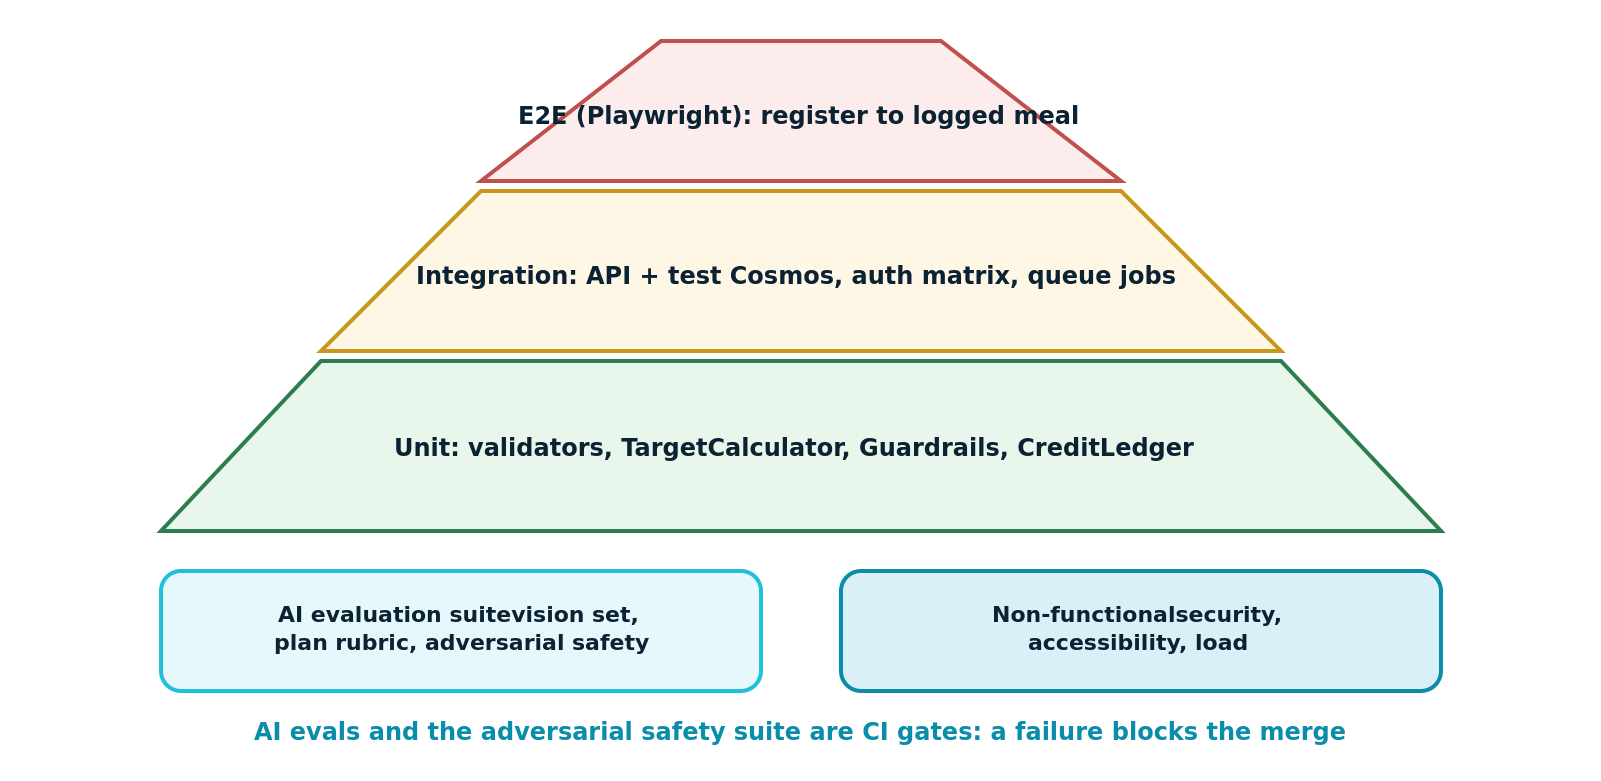 E2E (Playwright): register to logged meal
Integration: API + test Cosmos, auth matrix, queue jobs
Unit: validators, TargetCalculator, Guardrails, CreditLedger
AI evaluation suitevision set,
plan rubric, adversarial safety
Non-functionalsecurity,
accessibility, load
AI evals and the adversarial safety suite are CI gates: a failure blocks the merge